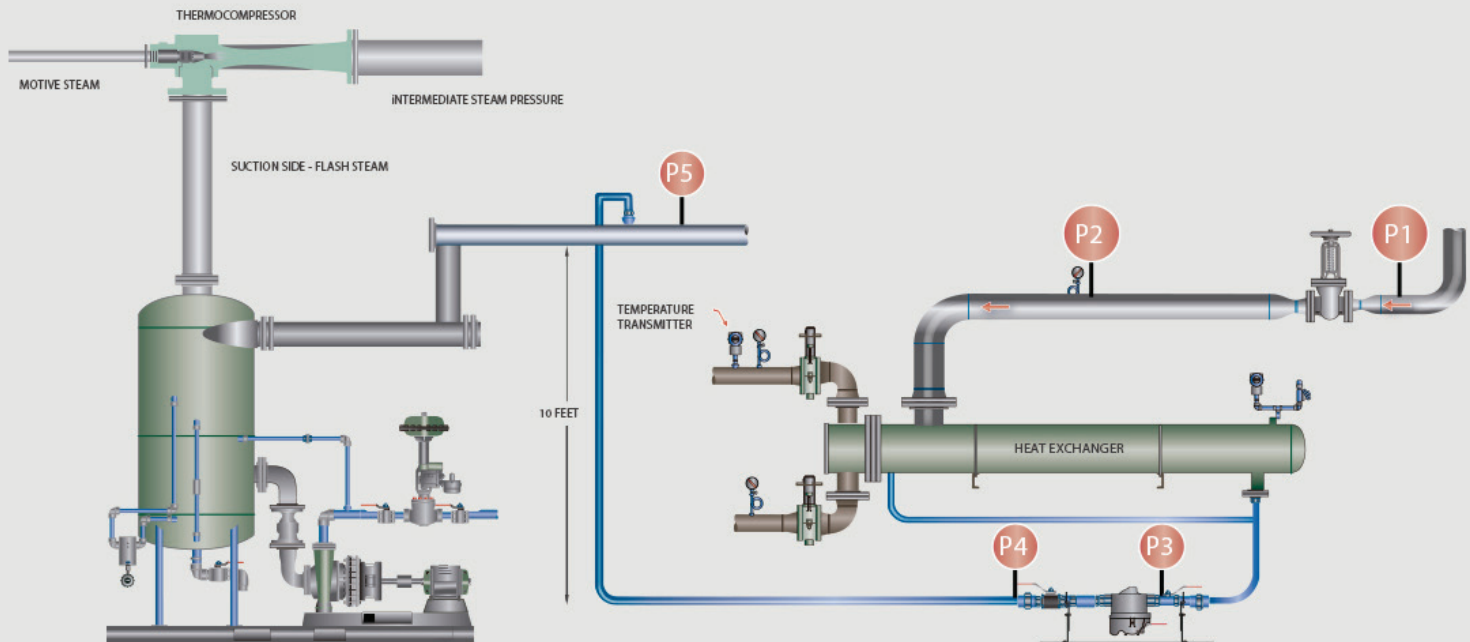 THERMOCOMPRESSOR
MOTIVE STEAM
iNTERMEDIATE STEAM PRESSURE
SUCTION SIDE - FLASH STEAM
P5
P2
P1
TEMPERATURE
TRANSMITTER
10 FEET
HEAT EXCHANGER
P4
P3